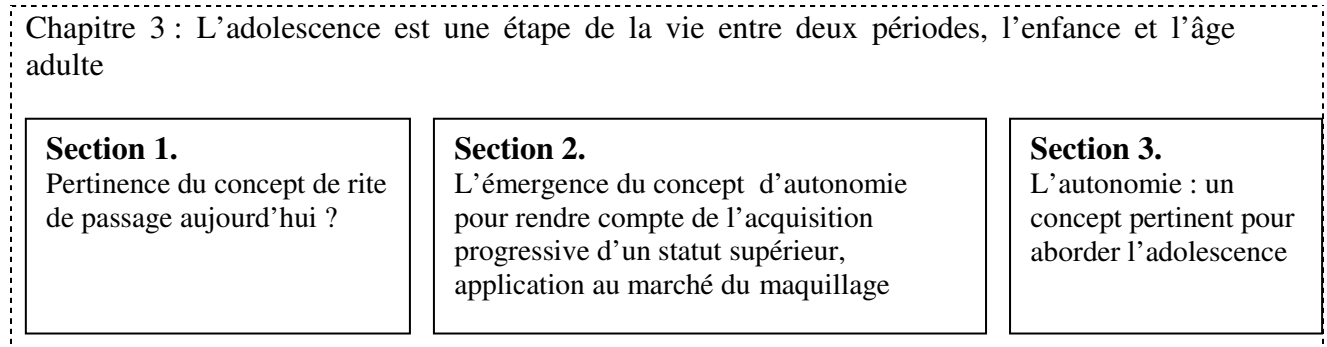 Chapitre 3 : L’adolescence est une étape de la vie entre deux périodes, l’enfance et l’âge
adulte
Section 1.
Pertinence du concept de rite
de passage aujourd’hui ?
Section 2.
L’émergence du concept d’autonomie
pour rendre compte de l’acquisition
progressive d’un statut supérieur,
application au marché du maquillage
Section 3.
L’autonomie : un
concept pertinent pour
aborder l’adolescence